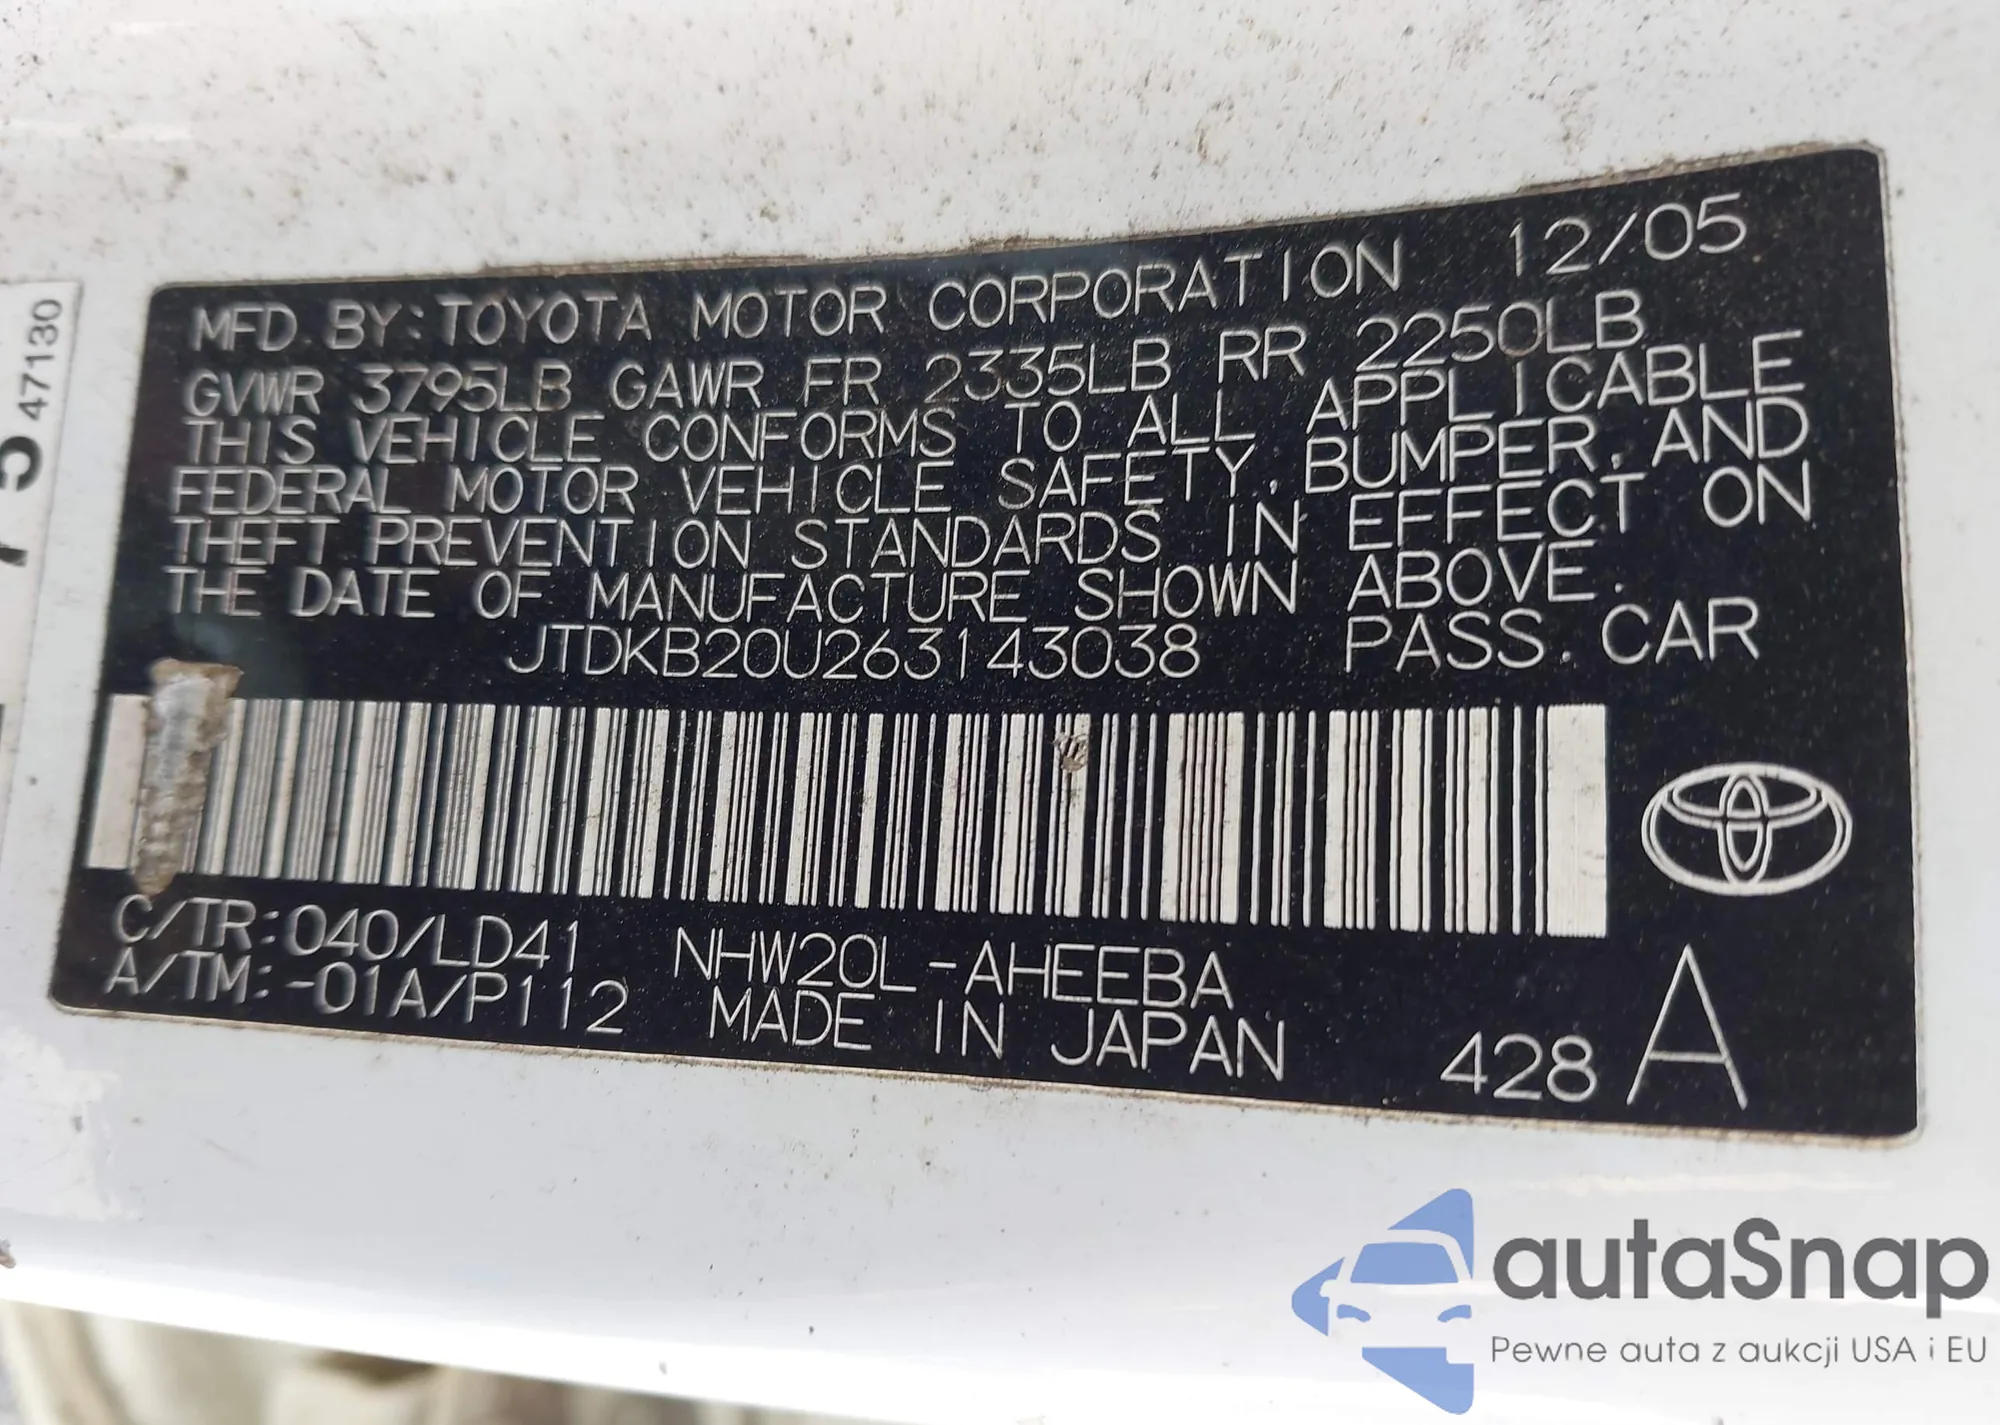 MFD. BY: TOYOTA MOTOR CORPORATION 12/05
GVWR 3795LB GAWR FR 2335LB RR 2250LB
THIS VEHICLE CONFORMS TO ALL APPLICABLE
FEDERAL MOTOR VEHICLE SAFETY, BUMPER, AND
THEFT PREVENTION STANDARDS IN EFFECT ON
THE DATE OF MANUFACTURE SHOWN ABOVE.
JTDKB20U263143038 PASS. CAR
C/TR:040/LD41 NHW20L-AHEEBA
A/TM:-01A/P112 MADE IN JAPAN 428 A
47130
5
autaSnap
Pewne auta z aukcji USA i EU